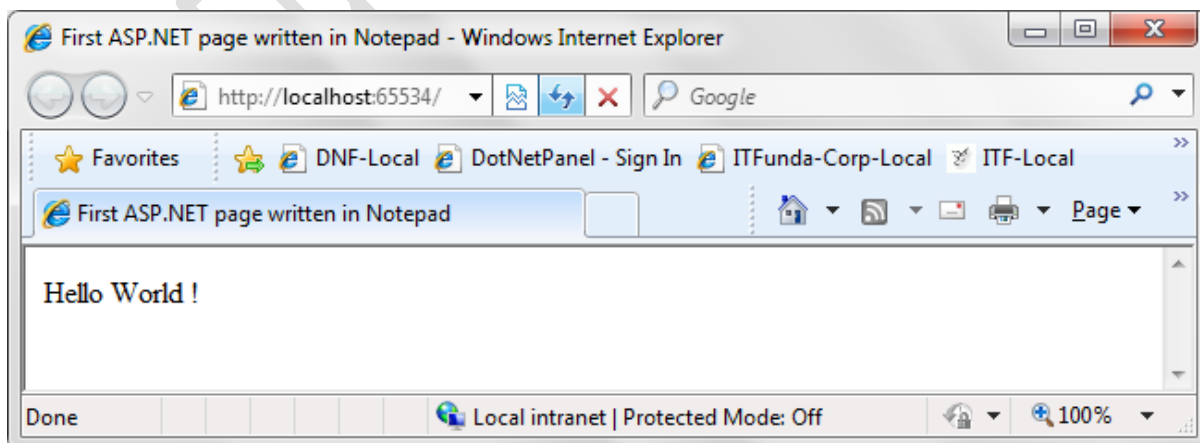 First ASP.NET page written in Notepad - Windows Internet Explorer
http://localhost:65534/ Google
Favorites DNF-Local DotNetPanel - Sign In ITFunda-Corp-Local ITF-Local
First ASP.NET page written in Notepad Page
Hello World !
Done Local intranet | Protected Mode: Off 100%